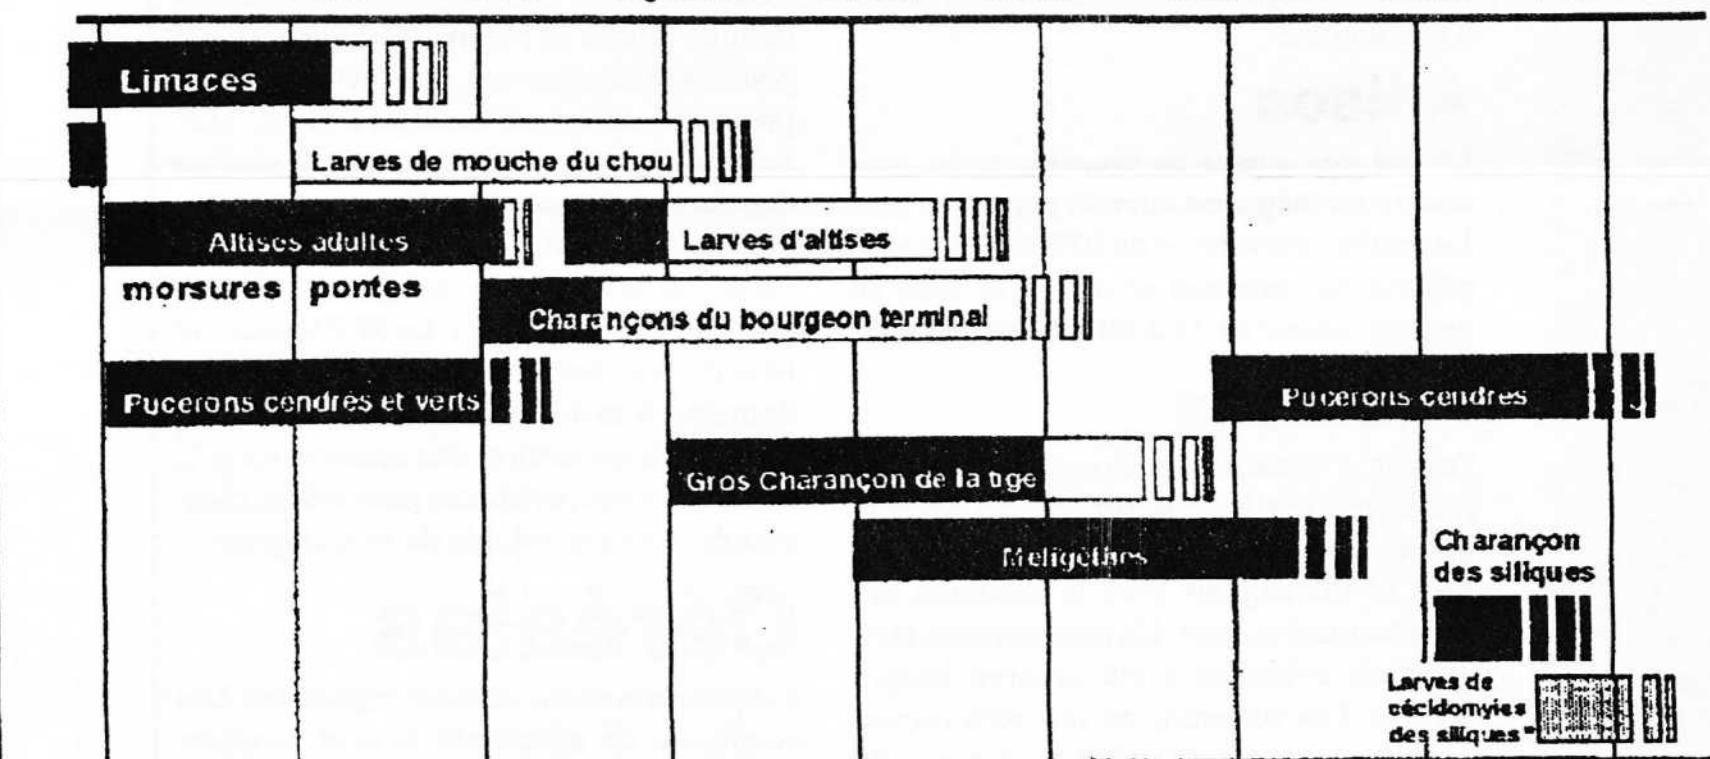 Limaces
Larves de mouche du chou
Altises adultes
Larves d'altises
morsures pontes
Charançons du bourgeon terminal
Pucerons cendrés et verts
Pucerons cendres
Gros Charançon de la tige
Meligethes
Charançon
des siliques
Larves de
cécidomyies
des siliques*